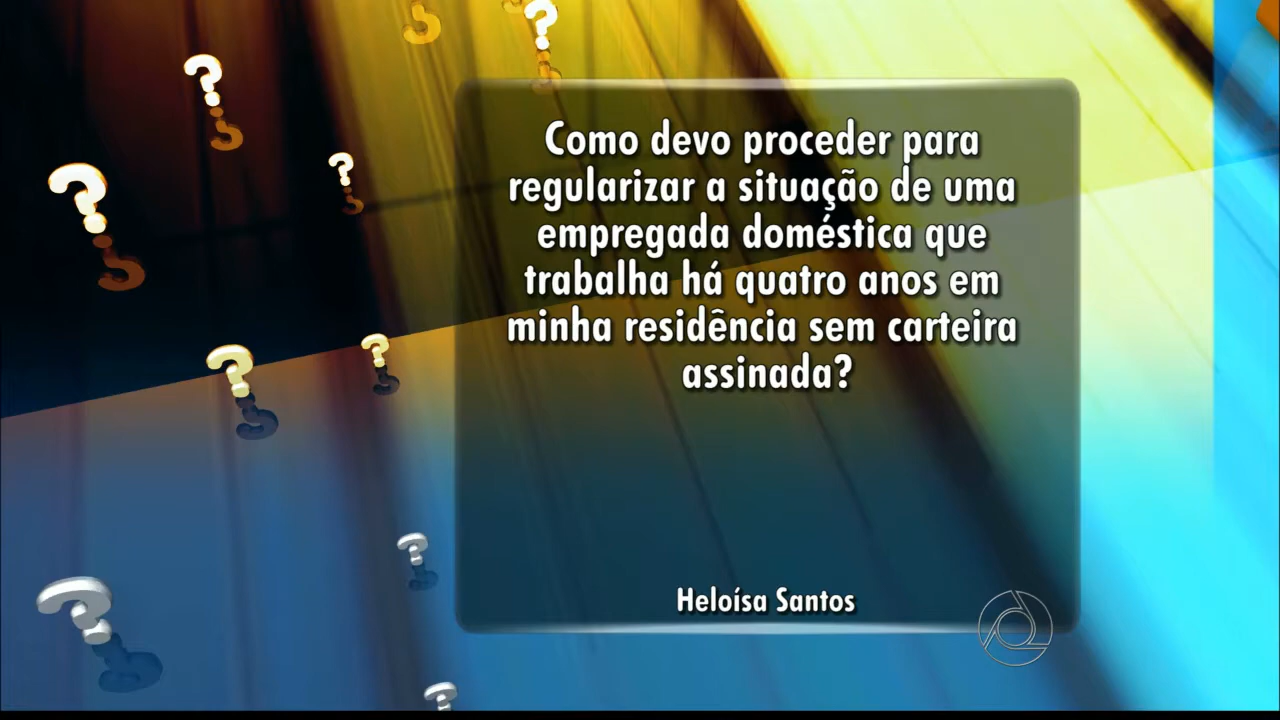 Como devo proceder para
regularizar a situação de uma
empregada doméstica que
trabalha há quatro anos em
minha residência sem carteira
assinada?
Heloísa Santos